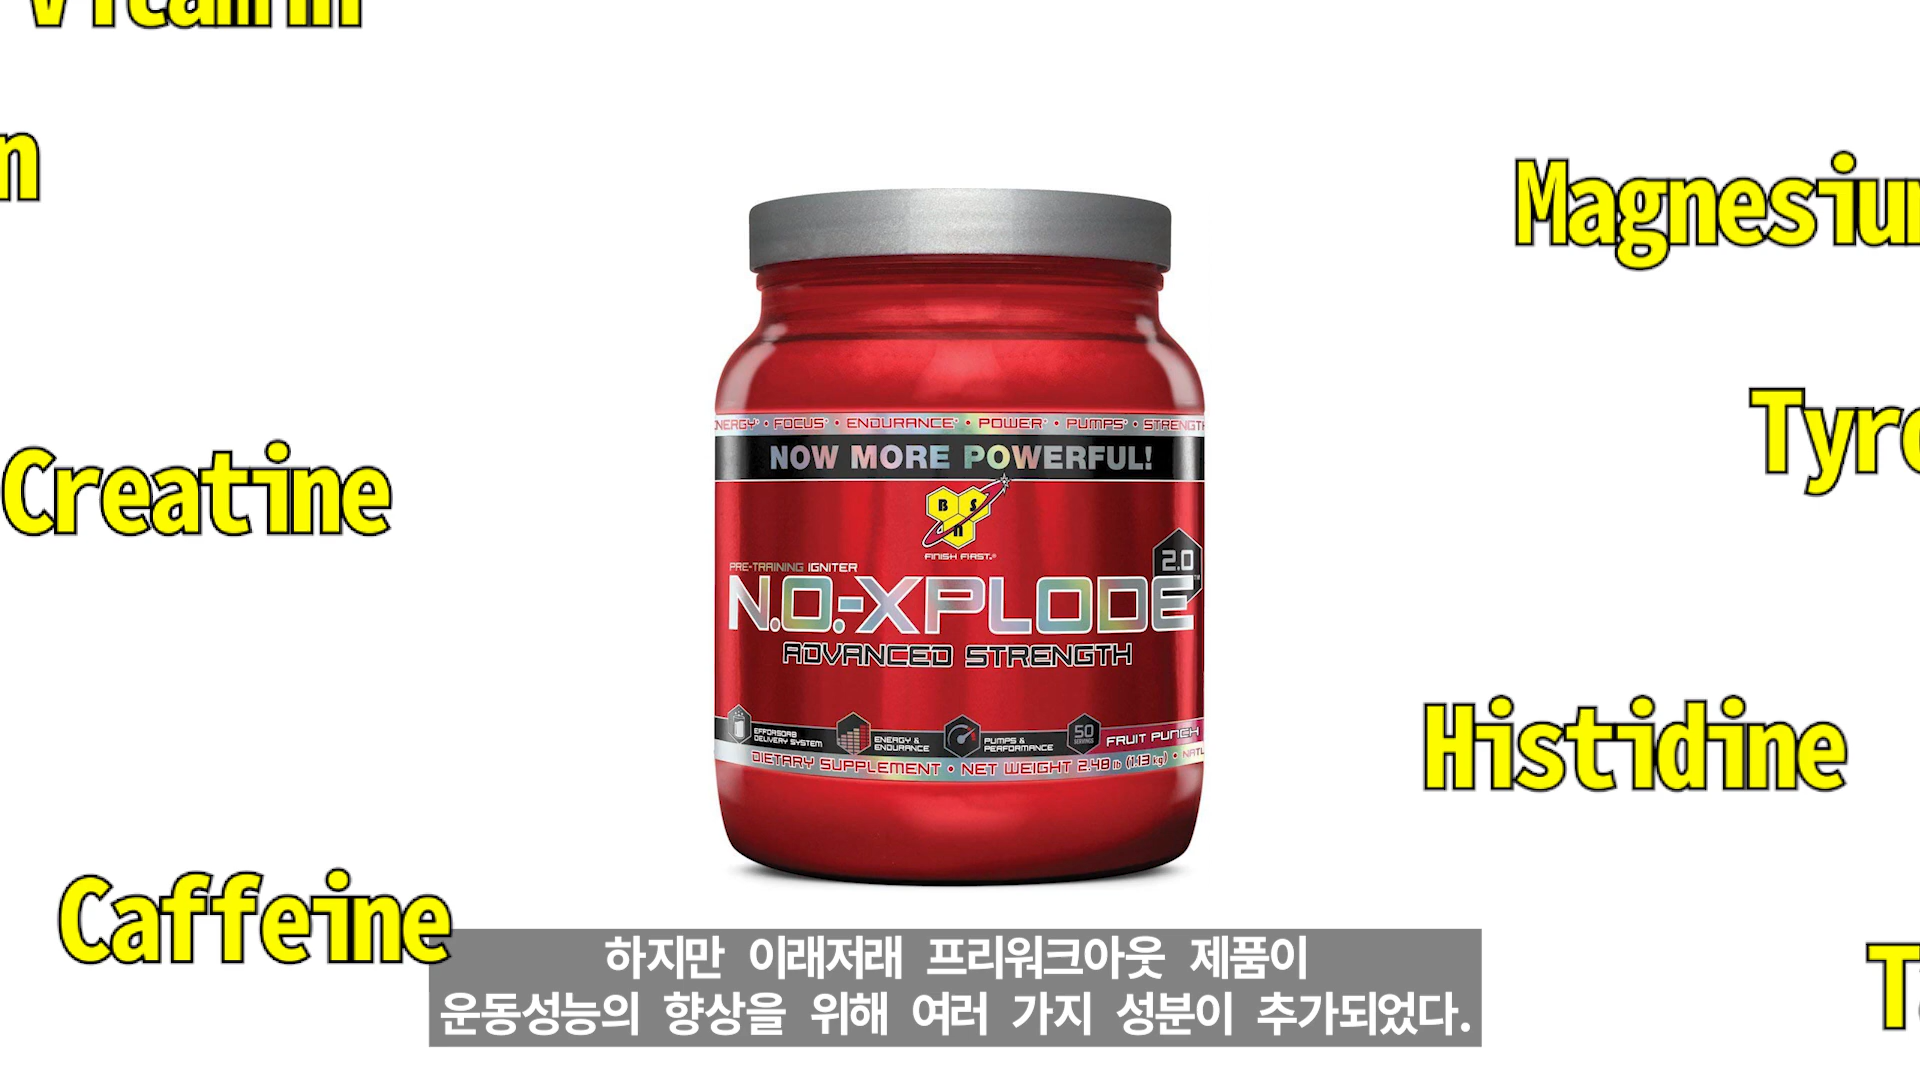 Vitamin
Magnesium
Creatine
ENERGY • FOCUS • ENDURANCE • POWER • PUMPS • STRENGTH
NOW MORE POWERFUL!
BSN
FINISH FIRST.®
2.0
PRE-TRAINING IGNITER
N.O.-XPLODE
ADVANCED STRENGTH
EFFORSORB
DELIVERY SYSTEM
ENERGY &
ENDURANCE
PUMPS &
PERFORMANCE
50
SERVINGS
FRUIT PUNCH
DIETARY SUPPLEMENT • NET WEIGHT 2.48 lb (1.13 kg) •
Histidine
Caffeine
하지만 이래저래 프리워크아웃 제품이
운동성능의 향상을 위해 여러 가지 성분이 추가되었다.